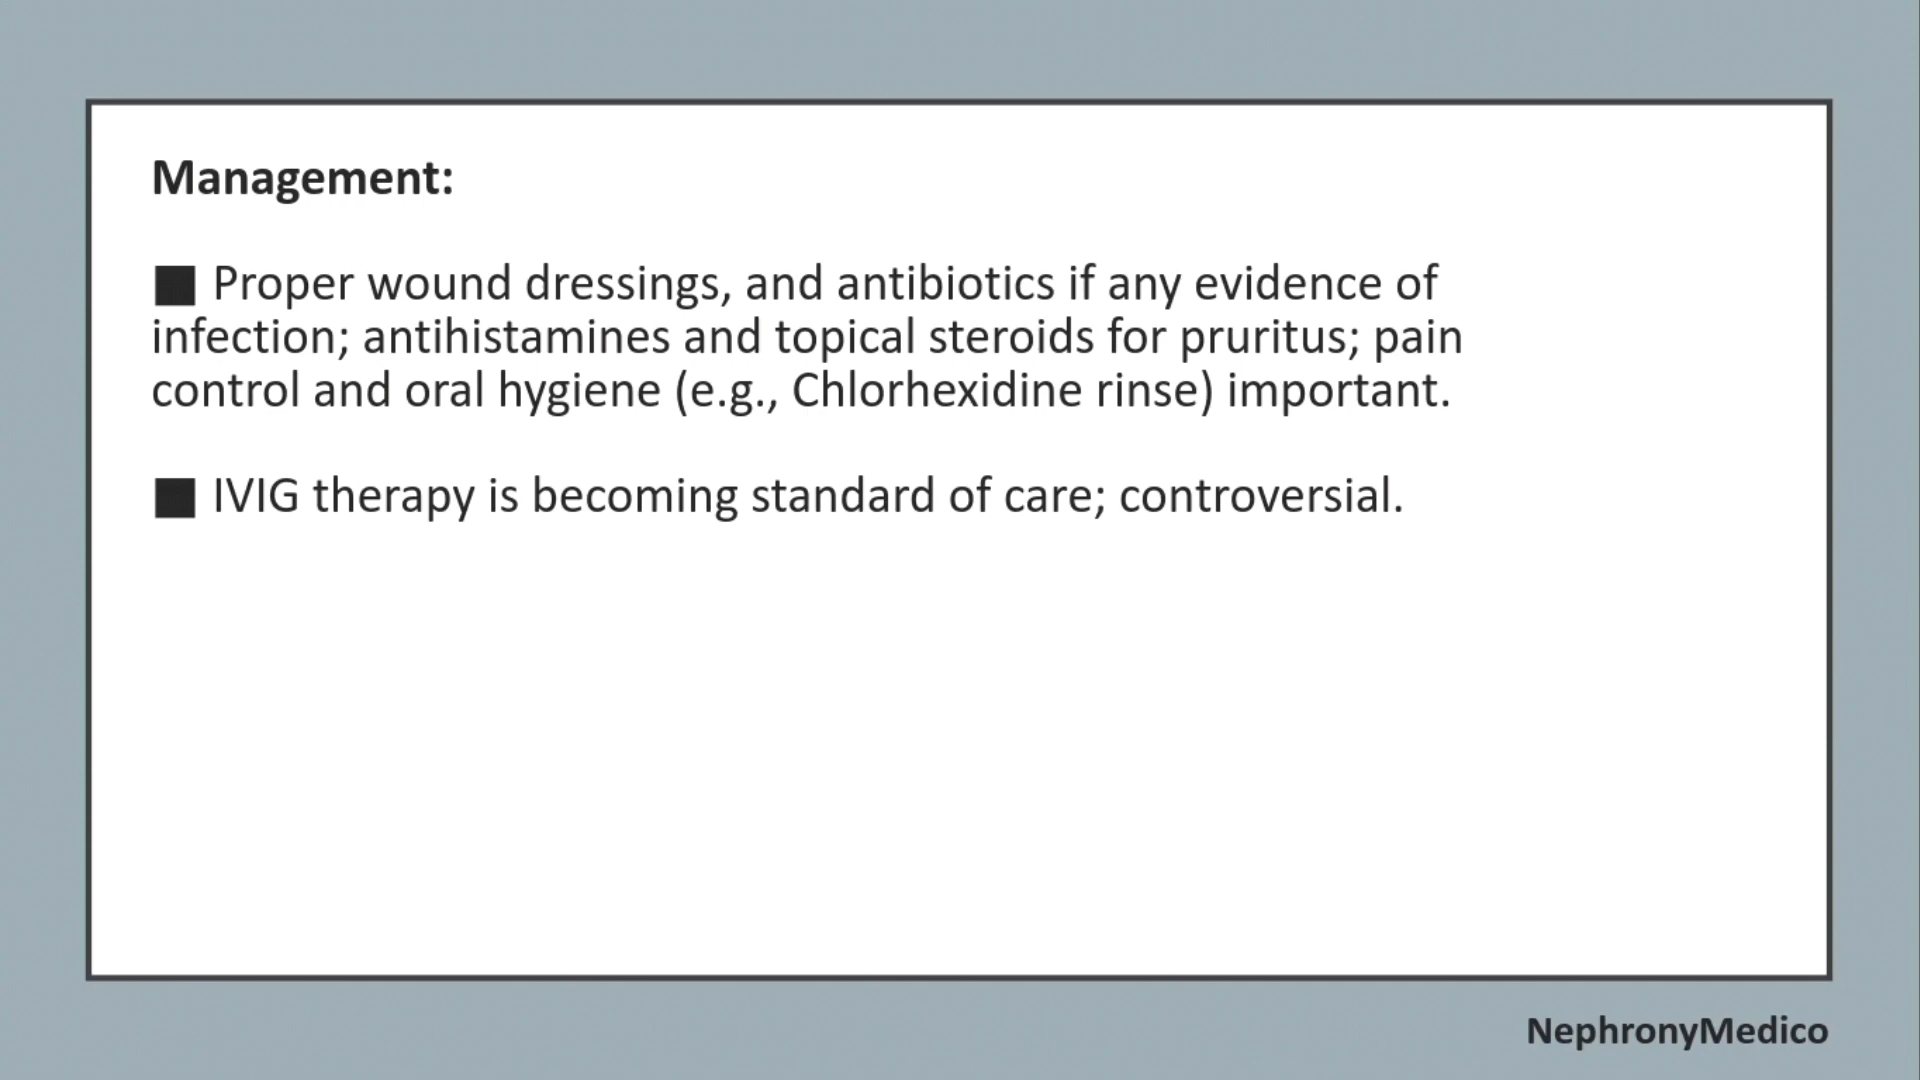 Management:
■ Proper wound dressings, and antibiotics if any evidence of
infection; antihistamines and topical steroids for pruritus; pain
control and oral hygiene (e.g., Chlorhexidine rinse) important.
■ IVIG therapy is becoming standard of care; controversial.
NephronyMedico